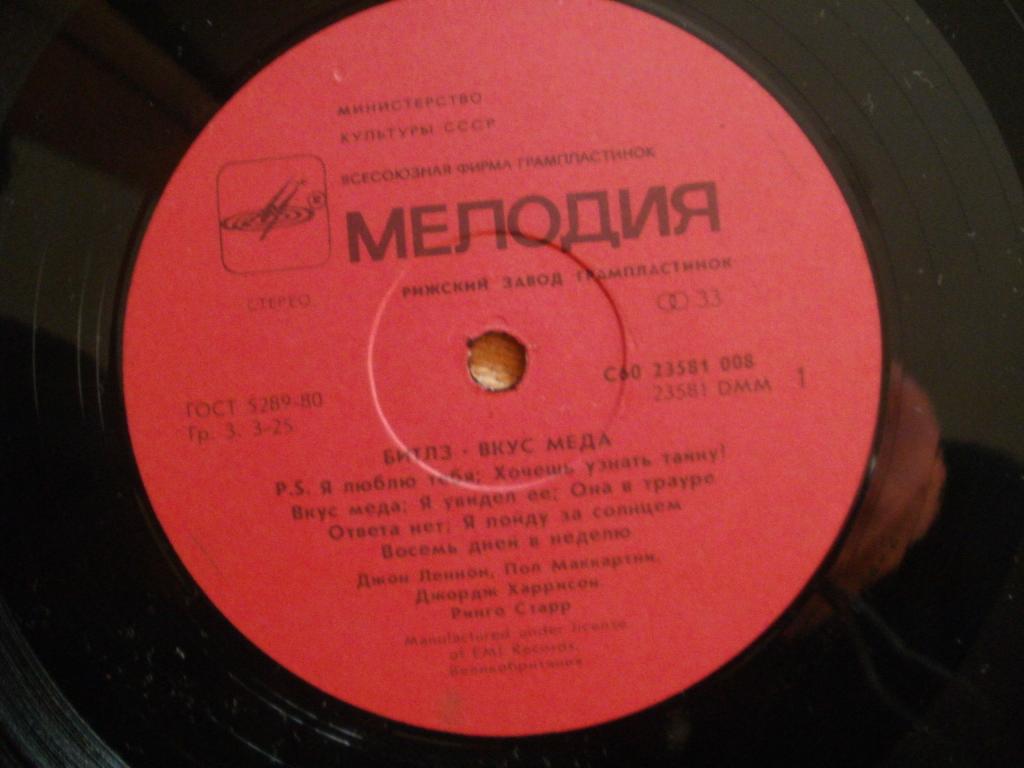 МИНИСТЕРСТВО
КУЛЬТУРЫ СССР
ВСЕСОЮЗНАЯ ФИРМА ГРАМПЛАСТИНОК
МЕЛОДИЯ
®
РИЖСКИЙ ЗАВОД ГРАМПЛАСТИНОК
СТЕРЕО
33
С60 23581 008
23581 DMM
1
ГОСТ 5289-80
Гр. 3. 3-25
БИТЛЗ · ВКУС МЕДА
P.S. Я люблю тебя; Хочешь узнать тайну!
Вкус меда; Я увидел ее; Она в трауре
Ответа нет; Я пойду за солнцем
Восемь дней в неделю
Джон Леннон, Пол Маккартни,
Джордж Харрисон,
Ринго Старр
Manufactured under license
of EMI Records,
Великобритания